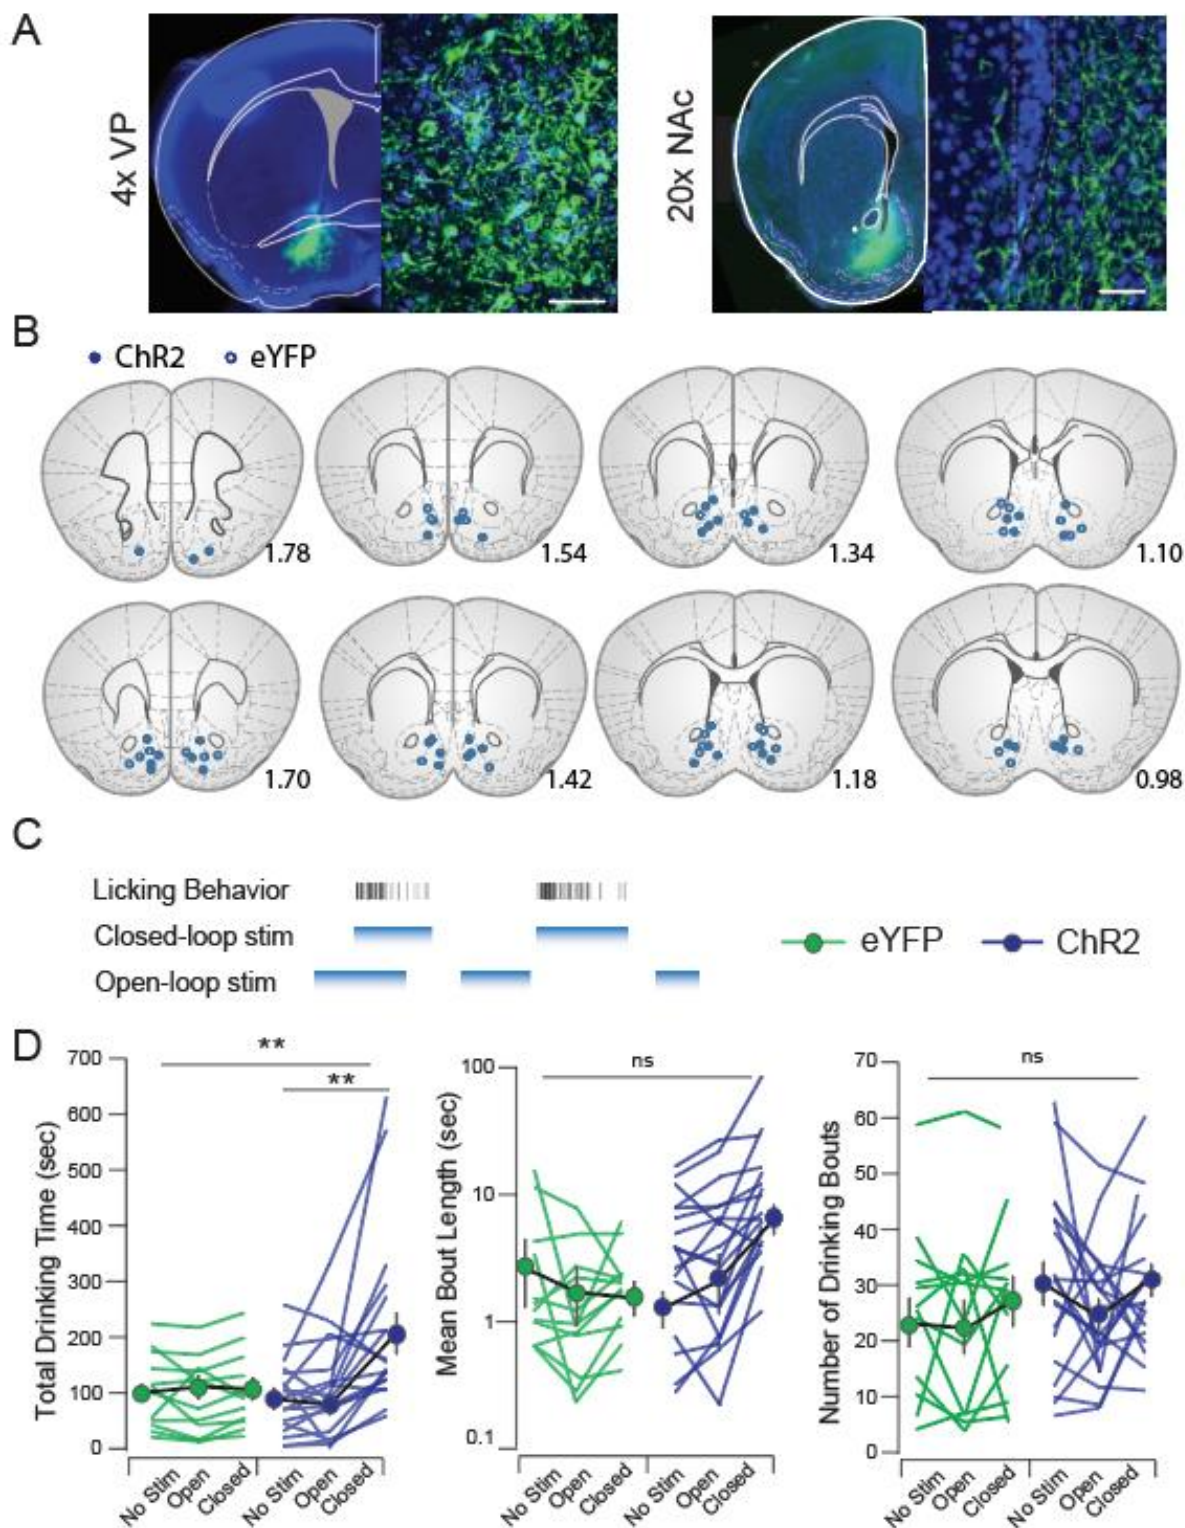 A
4x VP
20x NAc
B
ChR2
eYFP
1.78
1.54
1.34
1.10
1.70
1.42
1.18
0.98
C
Licking Behavior
Closed-loop stim
Open-loop stim
eYFP
ChR2
D
Total Drinking Time (sec)
700
600
500
400
300
200
100
0
**
**
No Stim
Open
Closed
No Stim
Open
Closed
Mean Bout Length (sec)
100
10
1
0.1
ns
No Stim
Open
Closed
No Stim
Open
Closed
Number of Drinking Bouts
70
60
50
40
30
20
10
0
ns
No Stim
Open
Closed
No Stim
Open
Closed